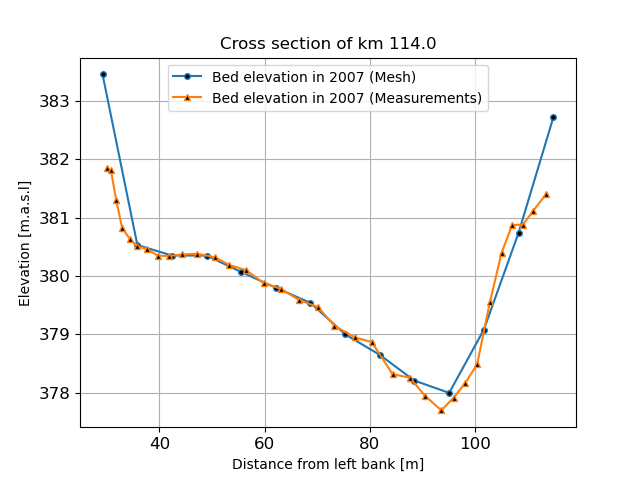 Cross section of km 114.0
Bed elevation in 2007 (Mesh)
Bed elevation in 2007 (Measurements)
Elevation [m.a.s.l]
383
382
381
380
379
378
40 60 80 100
Distance from left bank [m]